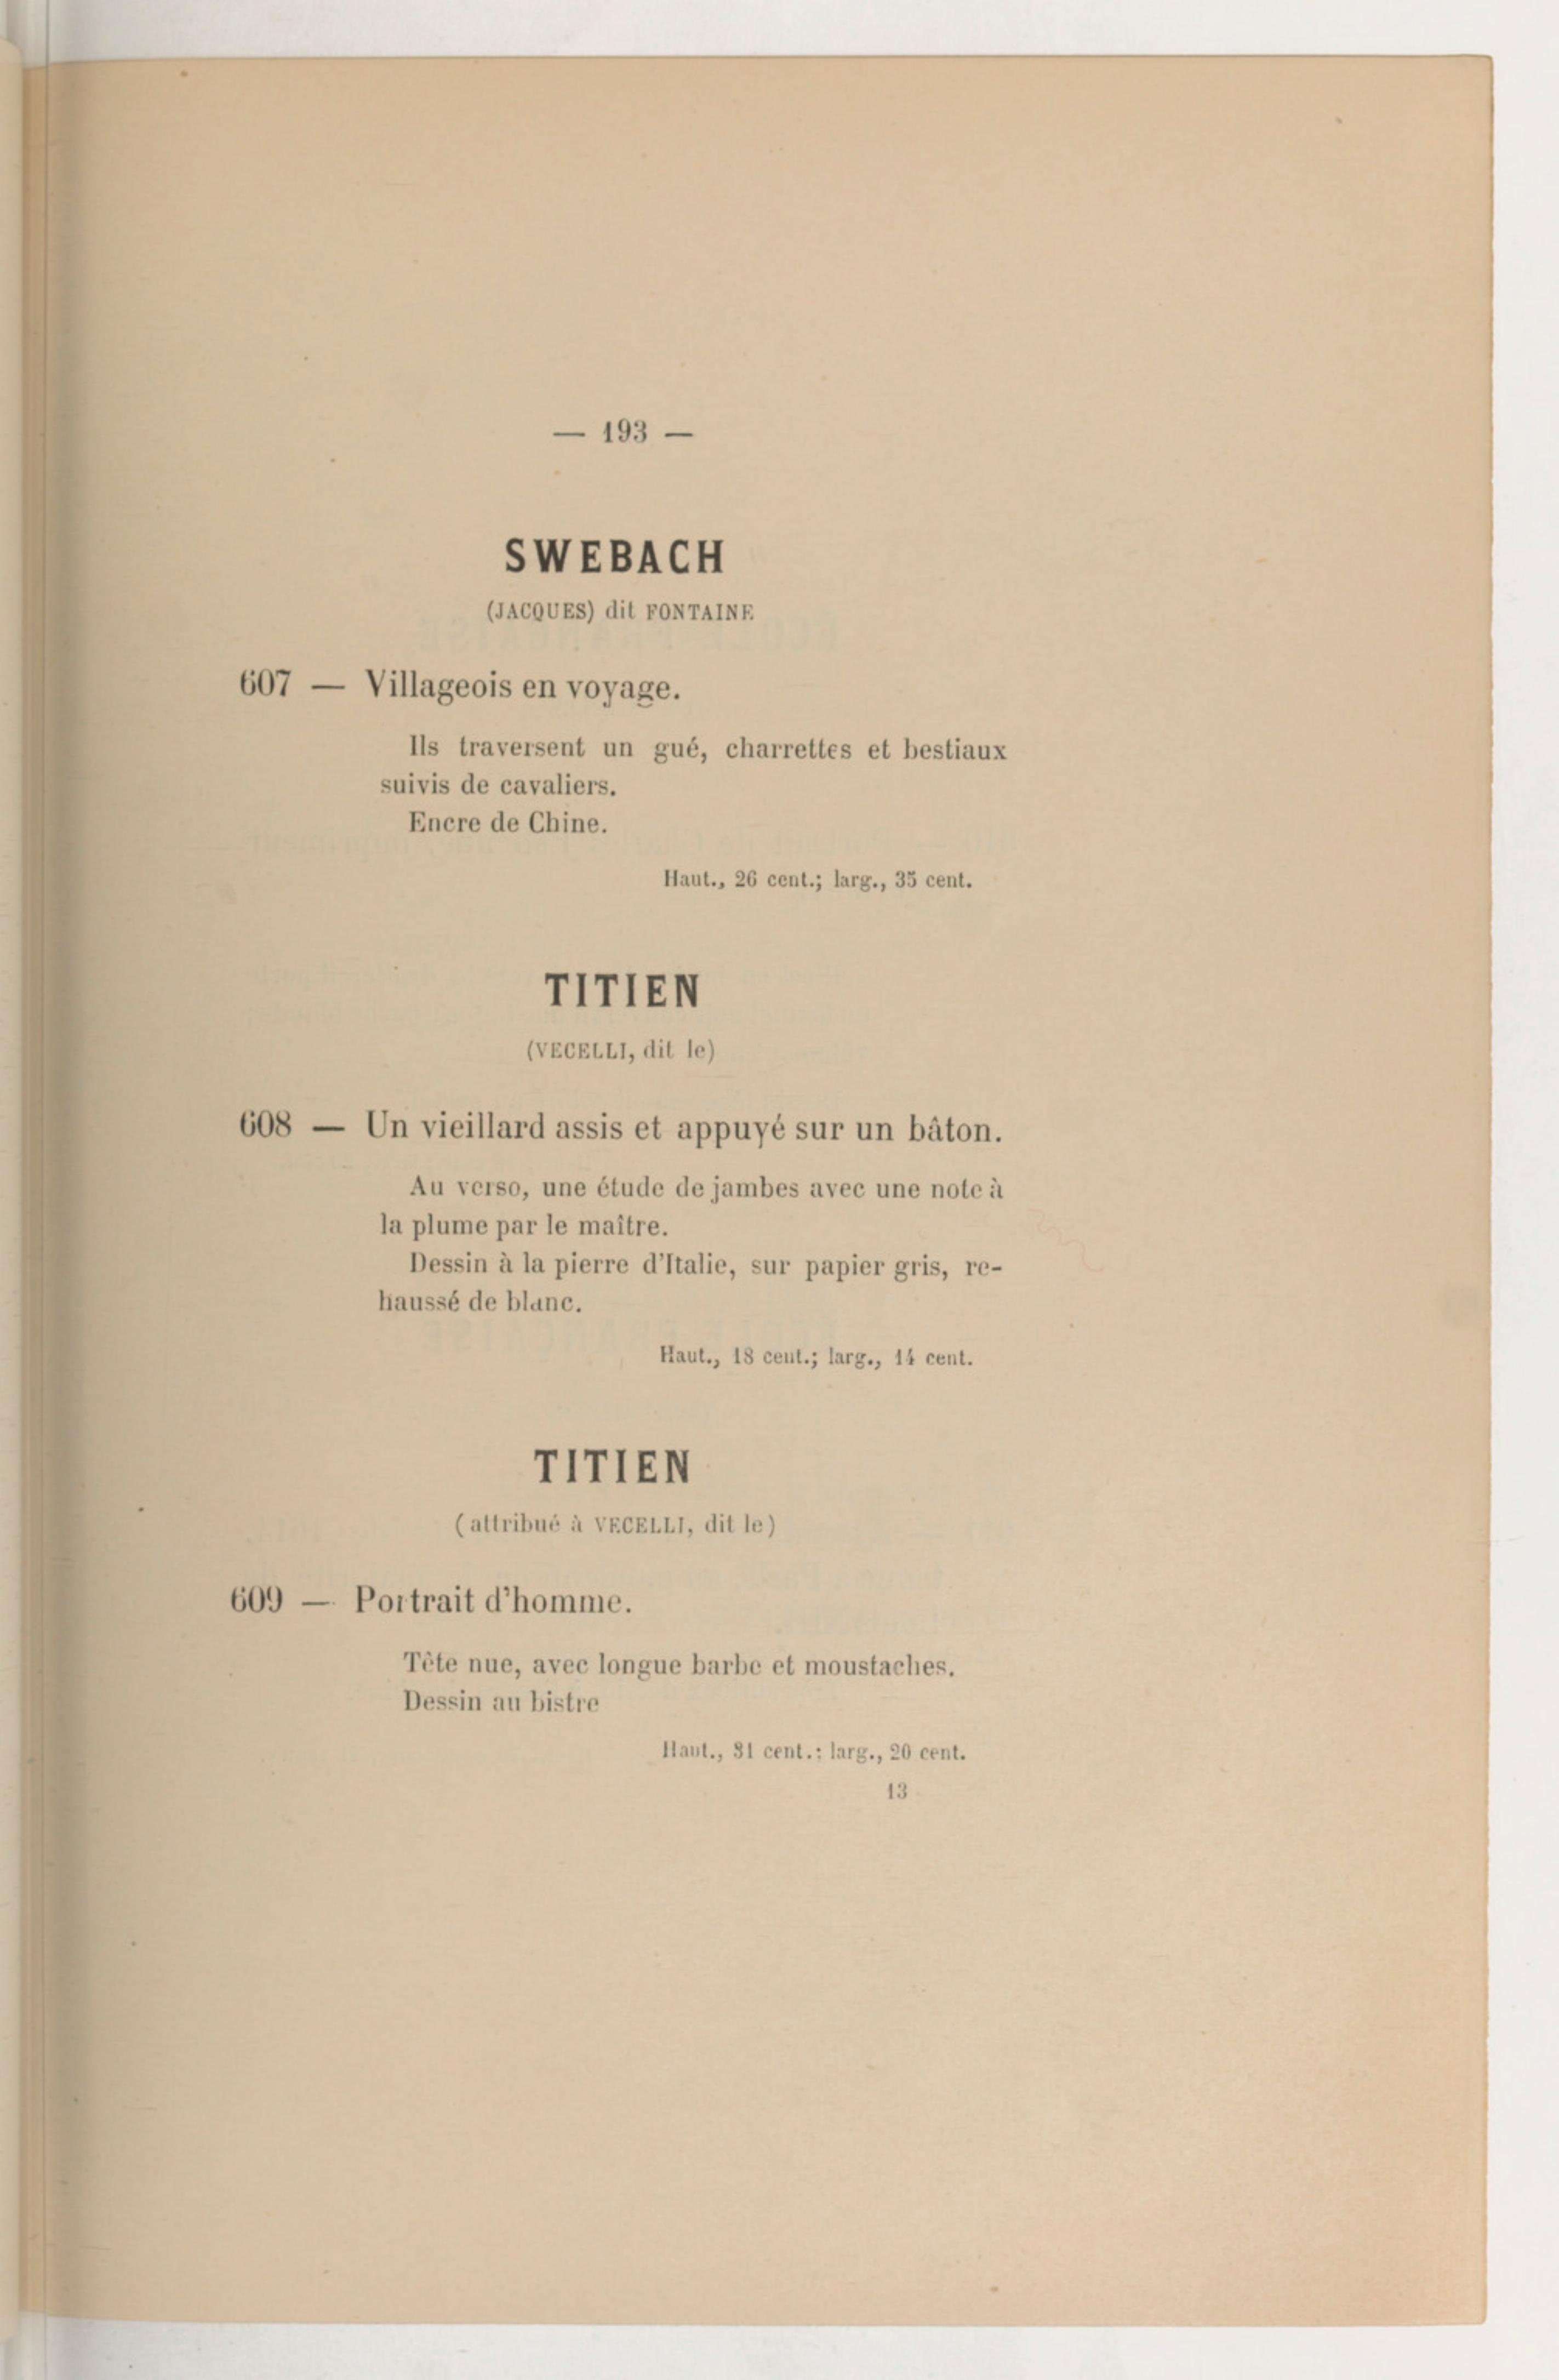 — 193 —
SWEBACH
(JACQUES) dit FONTAINE
607 — Villageois en voyage.
Ils traversent un gué, charrettes et bestiaux
suivis de cavaliers.
Encre de Chine.
Haut., 26 cent.; larg., 35 cent.
TITIEN
(VECELLI, dit le)
608 — Un vieillard assis et appuyé sur un bâton.
Au verso, une étude de jambes avec une note à
la plume par le maître.
Dessin à la pierre d'Italie, sur papier gris, re-
haussé de blanc.
Haut., 18 cent.; larg., 14 cent.
TITIEN
(attribué à VECELLI, dit le)
609 — Portrait d'homme.
Tête nue, avec longue barbe et moustaches.
Dessin au bistre
Haut., 31 cent.; larg., 20 cent.
13